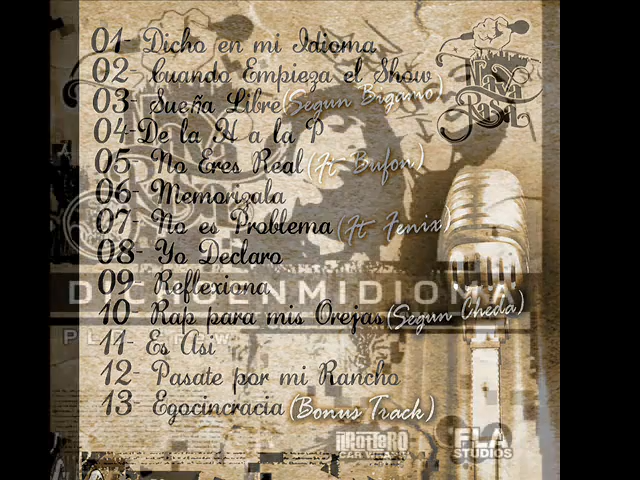 01- Dicho en mi Idioma
02- Cuando Empieza el Show
03- Sueña Libre (Segun Bigamo)
04- De la H a la P
05- No Eres Real (Ft Bufon)
06- Memorizala
07- No es Problema (Ft Fenix)
08- Yo Declaro
09- Reflexiona
DICHOENMIDIOMA
10- Rap para mis Orejas (Segun Cheda)
11- Es Asi
12- Pasate por mi Rancho
13- Egocincracia (Bonus Track)
FLA
STUDIOS